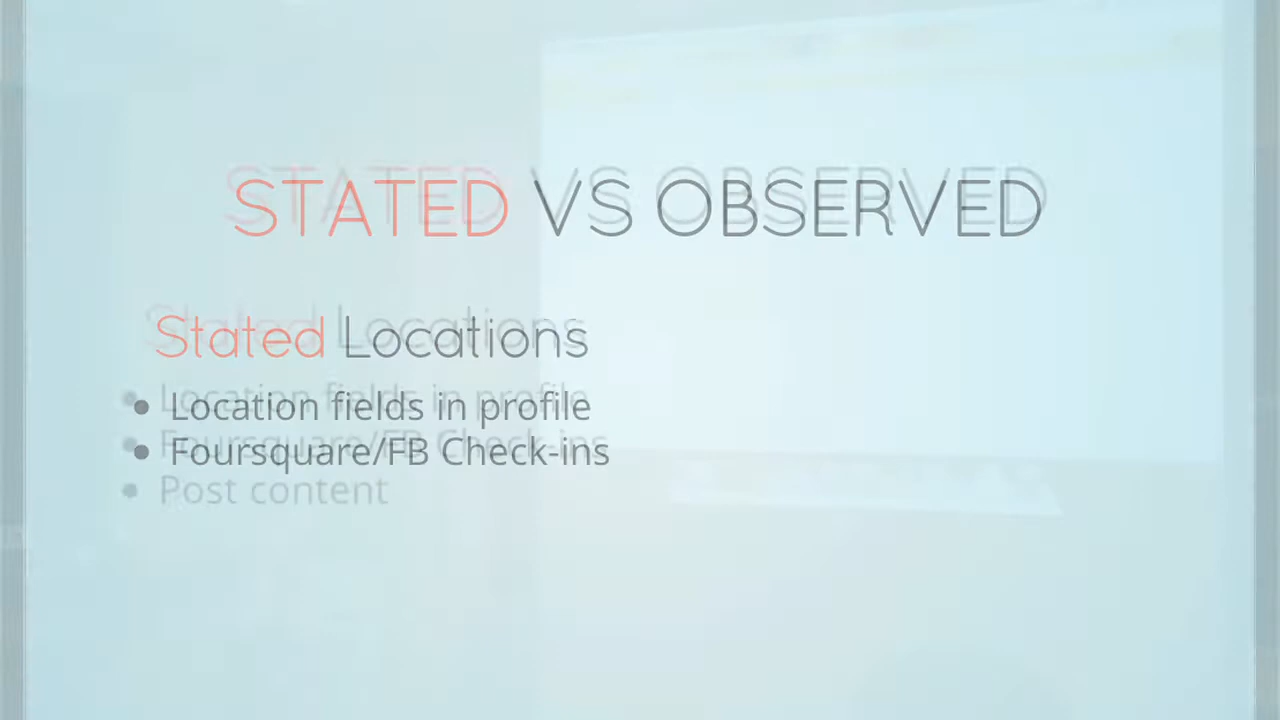 STATED VS OBSERVED
Stated Locations
• Location fields in profile
• Foursquare/FB Check-ins
• Post content